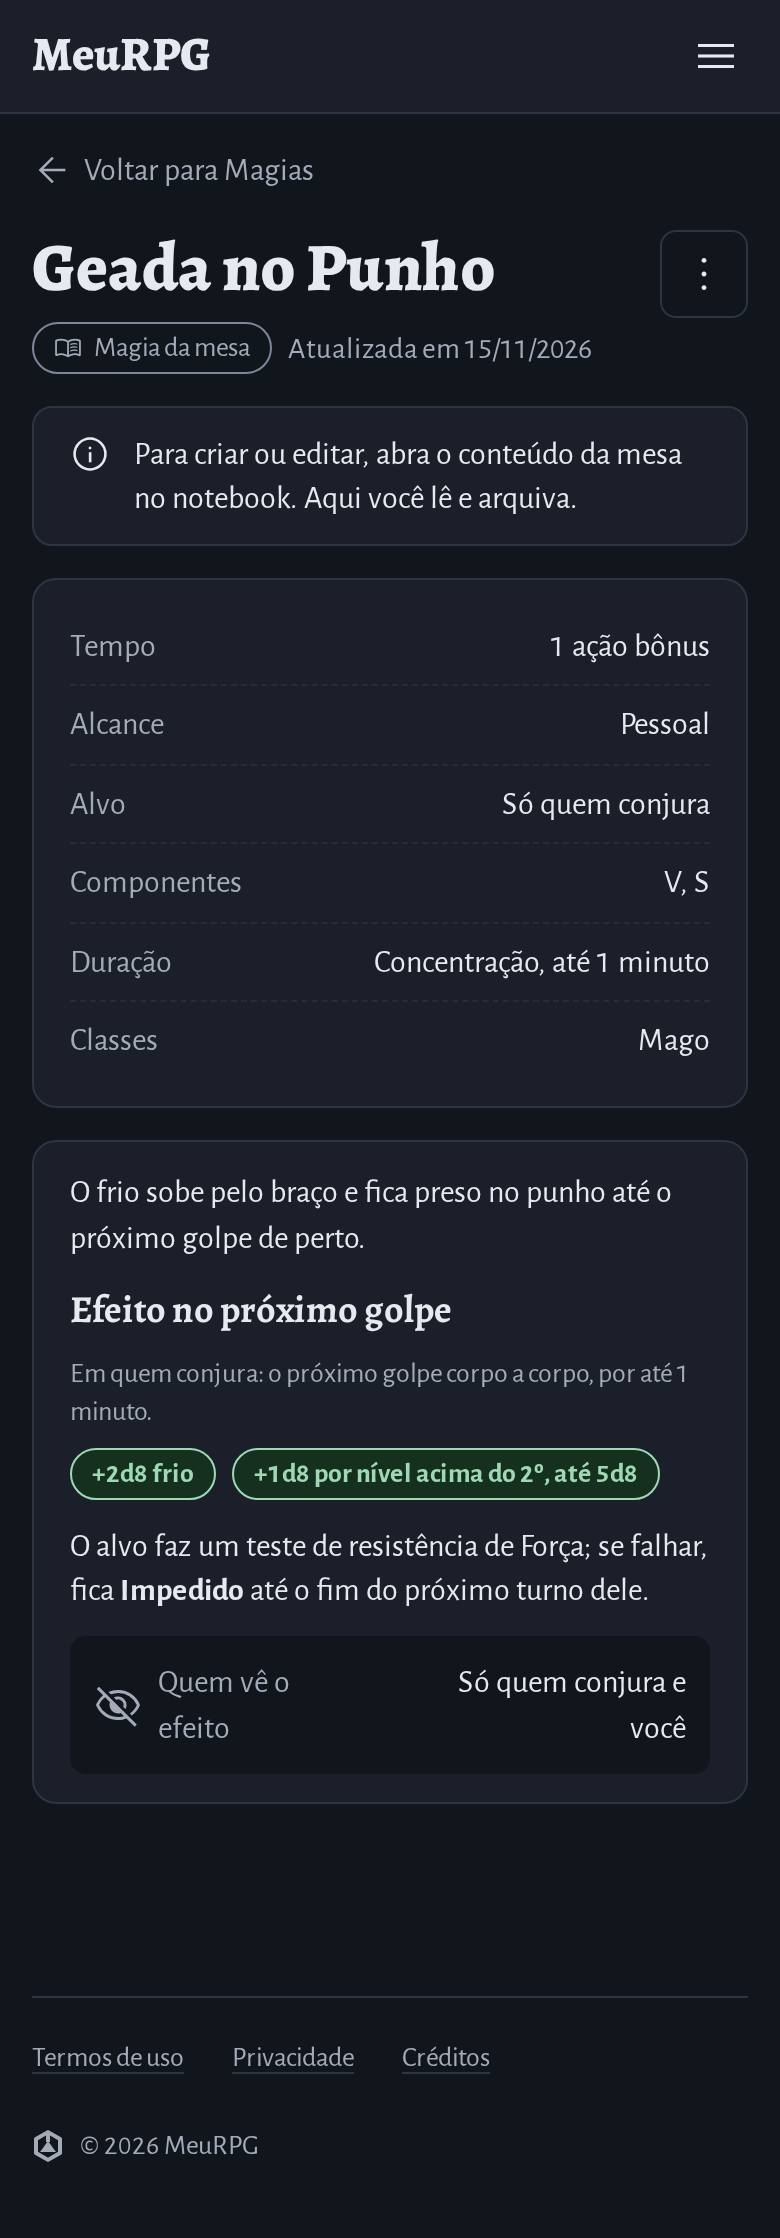 MeuRPG
Voltar para Magias
Geada no Punho
Magia da mesa
Atualizada em 15/11/2026
Para criar ou editar, abra o conteúdo da mesa
no notebook. Aqui você lê e arquiva.
Tempo
1 ação bônus
Alcance
Pessoal
Alvo
Só quem conjura
Componentes
V, S
Duração
Concentração, até 1 minuto
Classes
Mago
O frio sobe pelo braço e fica preso no punho até o
próximo golpe de perto.
Efeito no próximo golpe
Em quem conjura: o próximo golpe corpo a corpo, por até 1
minuto.
+2d8 frio
+1d8 por nível acima do 2º, até 5d8
O alvo faz um teste de resistência de Força; se falhar,
fica Impedido até o fim do próximo turno dele.
Quem vê o
efeito
Só quem conjura e
você
Termos de uso
Privacidade
Créditos
© 2026 MeuRPG